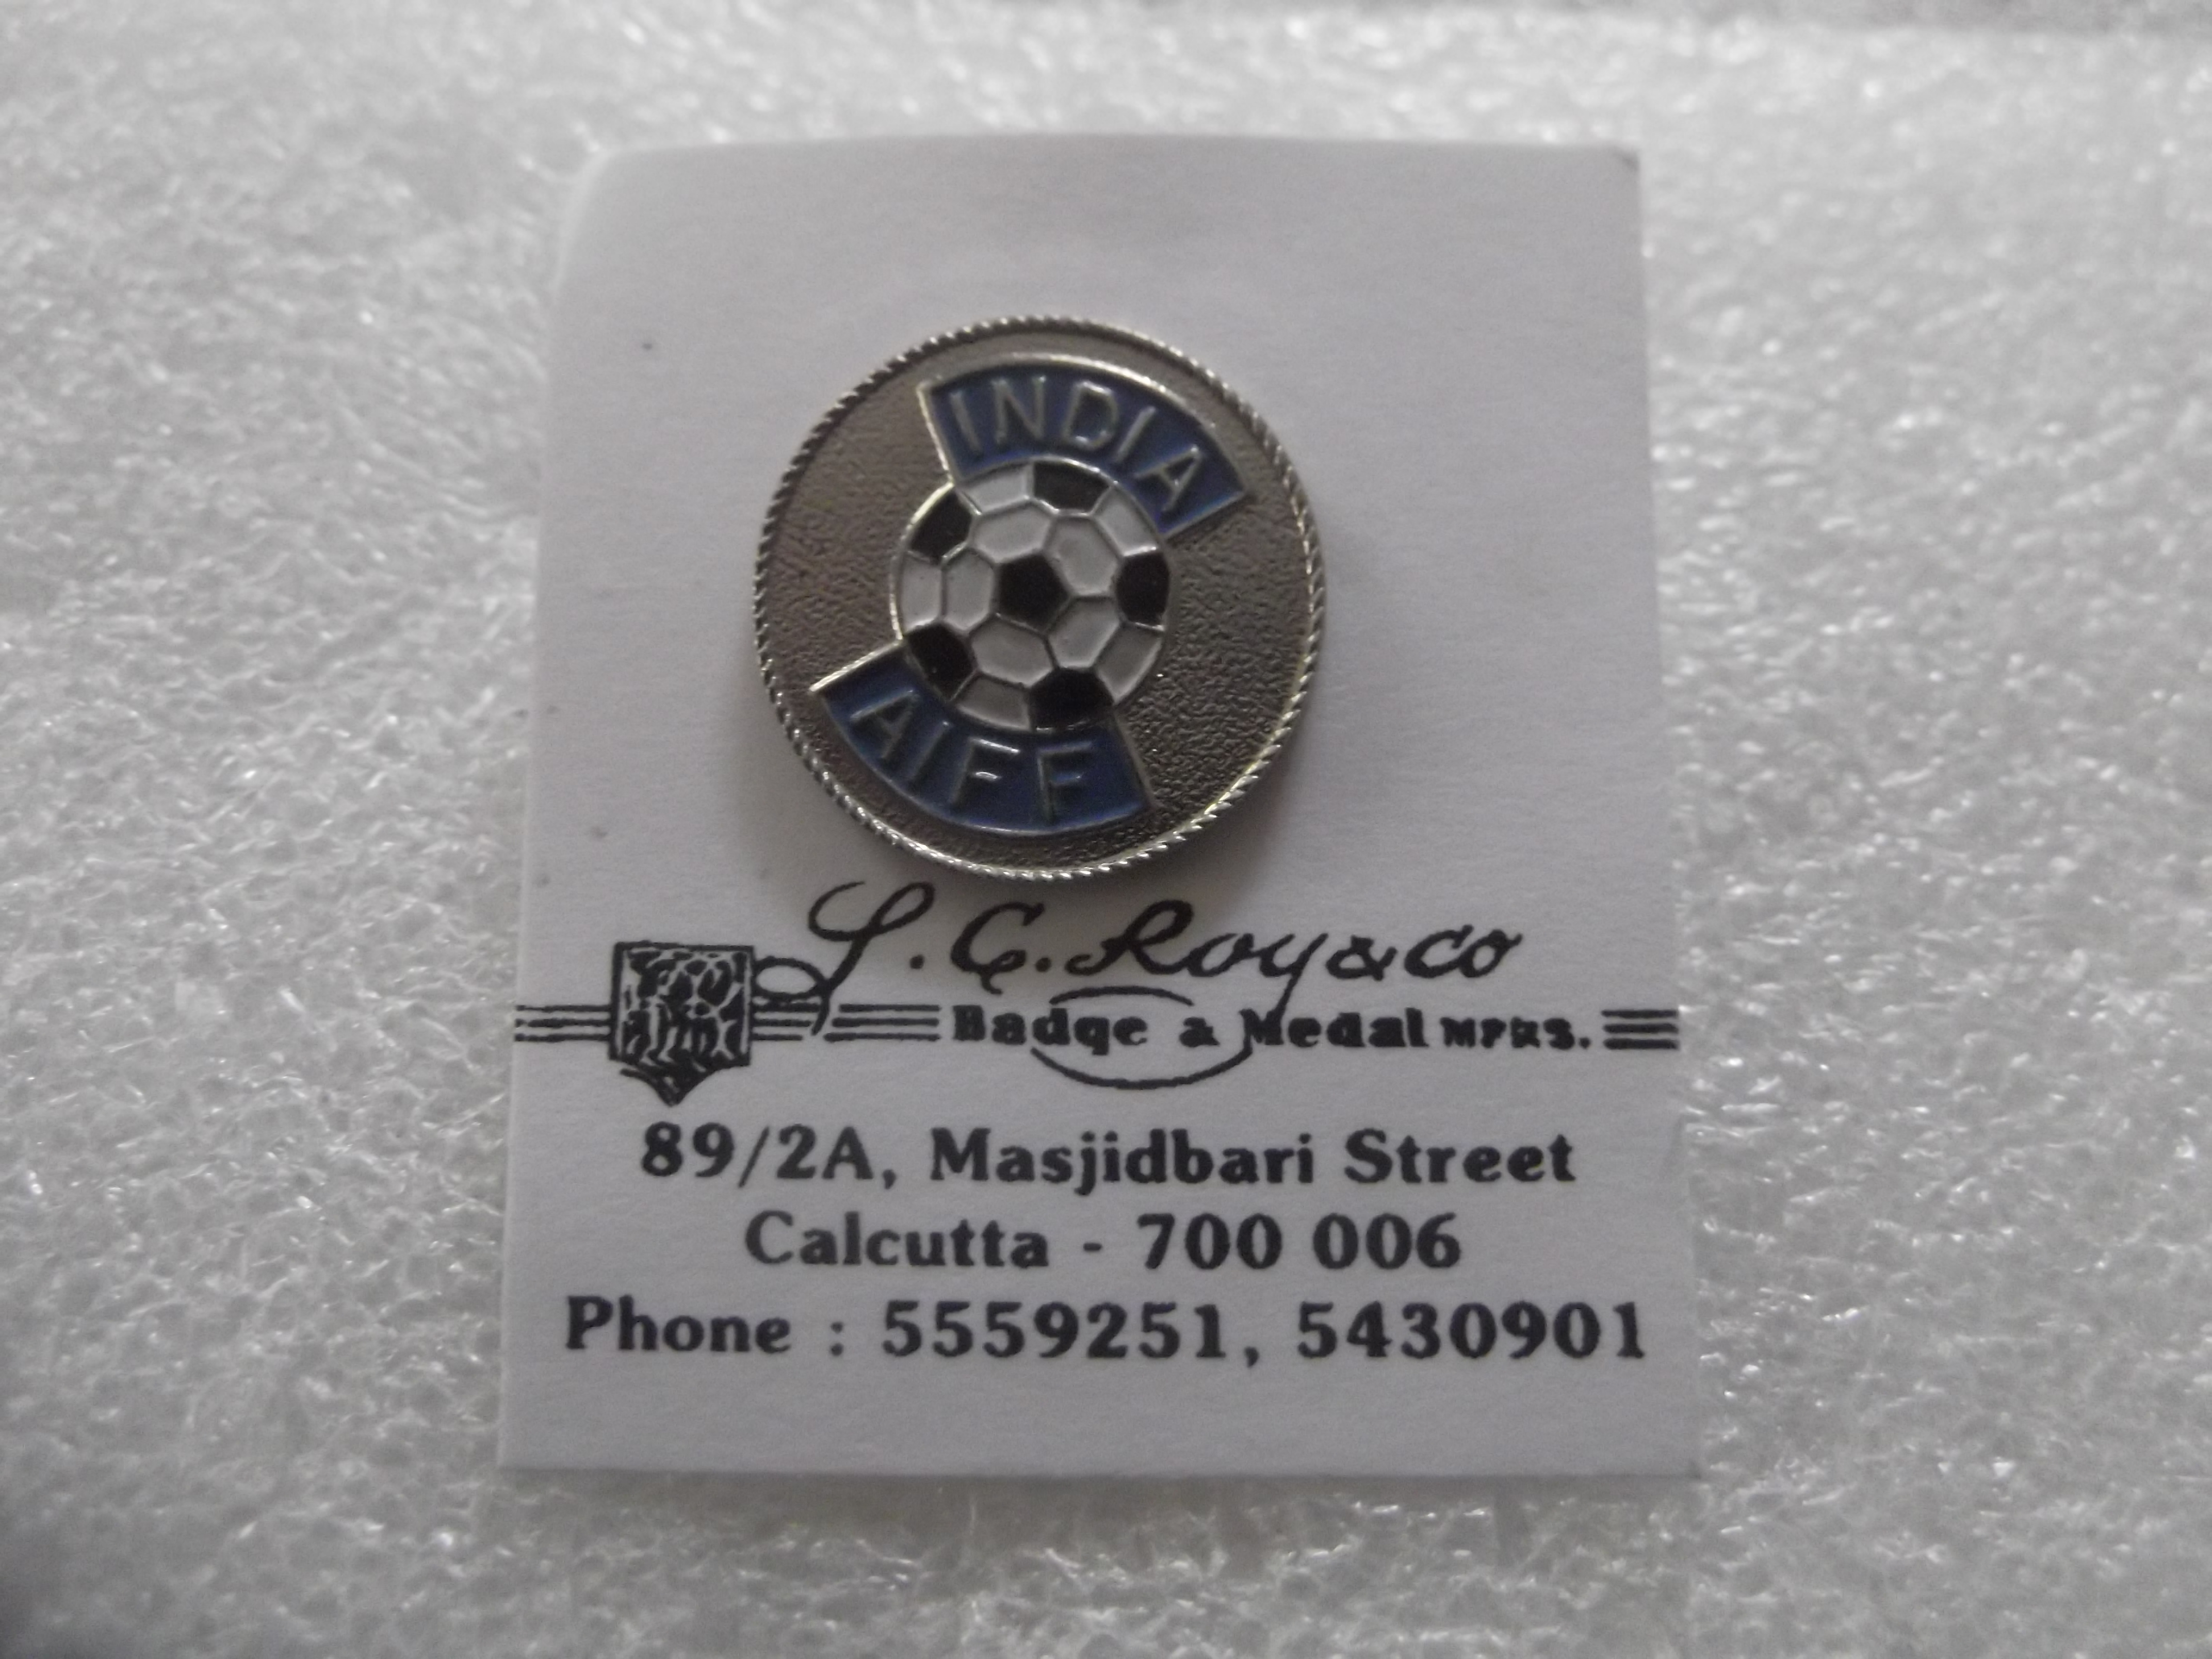 INDIA
AIFF
S. C. Roy & co
Badge & Medal MFRS.
89/2A, Masjidbari Street
Calcutta - 700 006
Phone : 5559251, 5430901